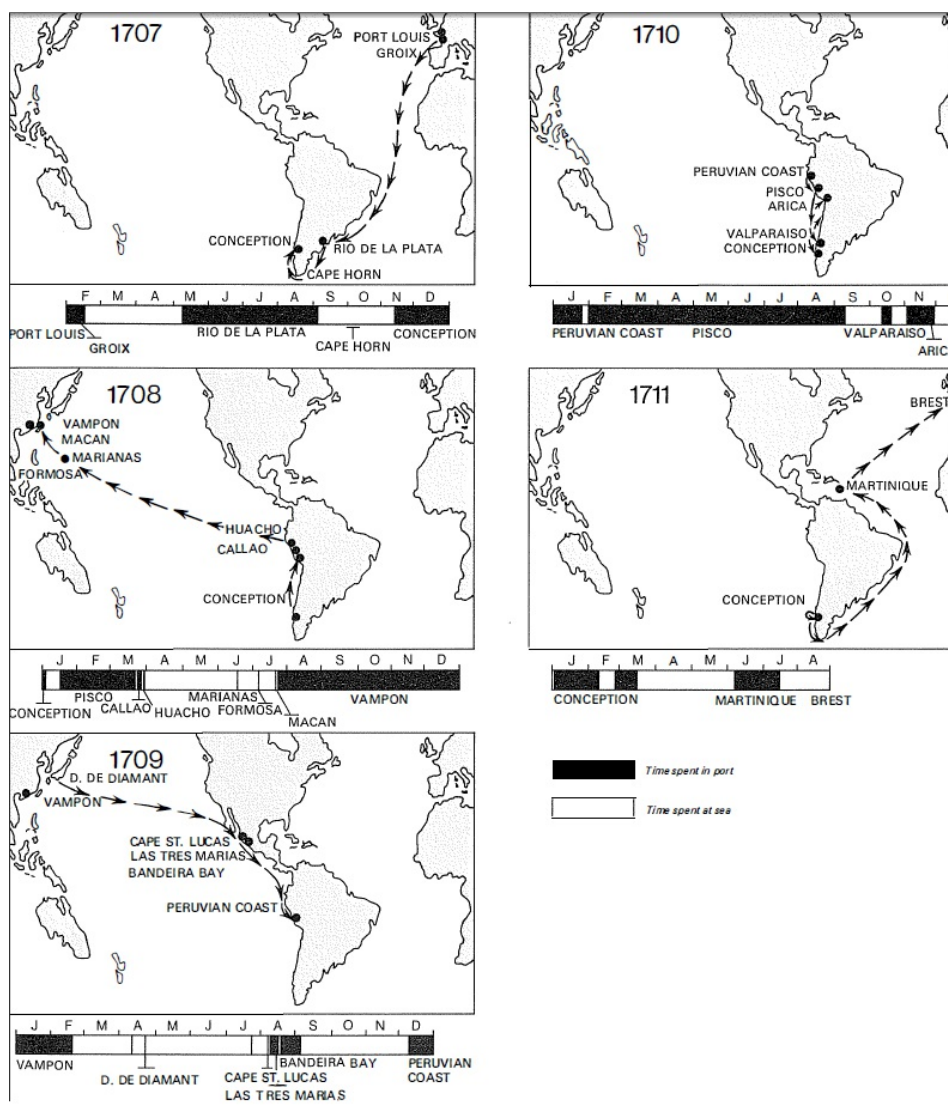 1707
PORT LOUIS
GROIX
CONCEPTION
RIO DE LA PLATA
CAPE HORN
F M A M J J A S O N D
PORT LOUIS
GROIX
RIO DE LA PLATA
CAPE HORN
CONCEPTION
1708
VAMPON
MACAN
MARIANAS
FORMOSA
HUACHO
CALLAO
CONCEPTION
J F M A M J J A S O N D
CONCEPTION
PISCO
CALLAO
HUACHO
MARIANAS
FORMOSA
MACAN
VAMPON
1709
D. DE DIAMANT
VAMPON
CAPE ST. LUCAS
LAS TRES MARIAS
BANDEIRA BAY
PERUVIAN COAST
J F M A M J J A S O N D
VAMPON
D. DE DIAMANT
CAPE ST. LUCAS
LAS TRES MARIAS
BANDEIRA BAY
PERUVIAN
COAST
1710
PERUVIAN COAST
PISCO
ARICA
VALPARAISO
CONCEPTION
J F M A M J J A S O N
PERUVIAN COAST
PISCO
VALPARAISO
ARICA
1711
BREST
MARTINIQUE
CONCEPTION
J F M A M J J A
CONCEPTION
MARTINIQUE
BREST
Time spent in port
Time spent at sea